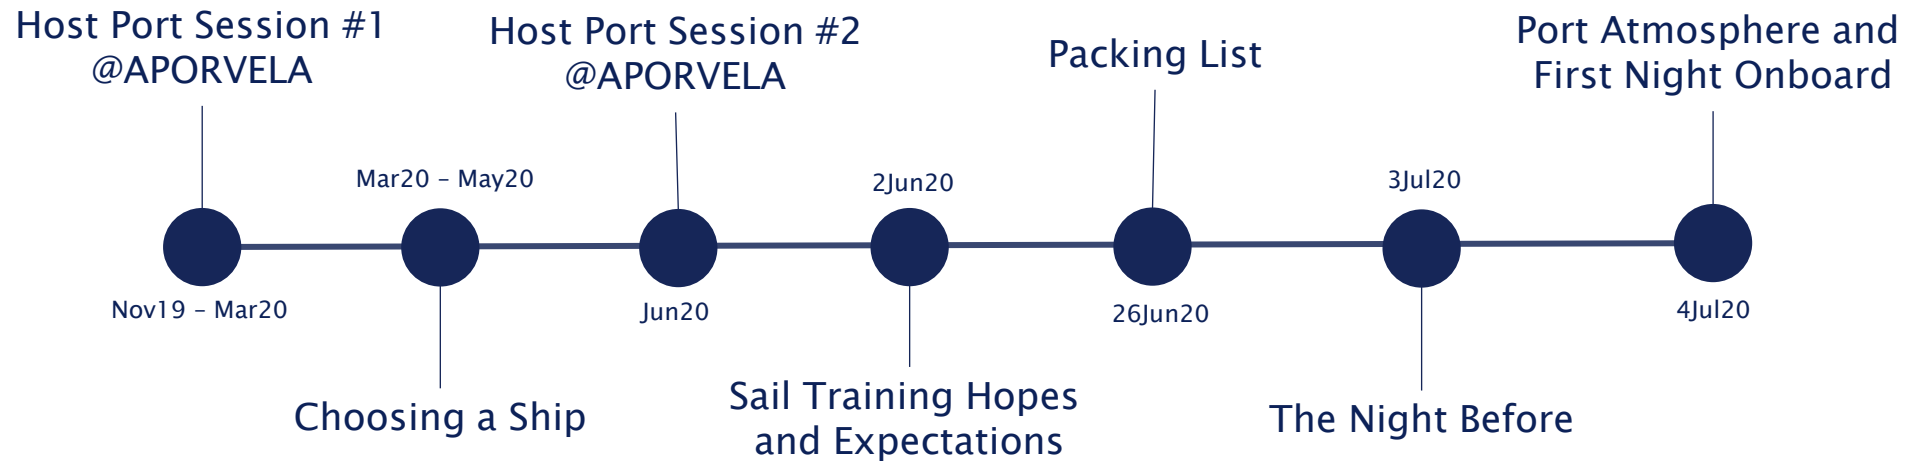 Host Port Session #1
@APORVELA
Nov19 – Mar20
Mar20 – May20
Choosing a Ship
Host Port Session #2
@APORVELA
Jun20
2Jun20
Sail Training Hopes
and Expectations
Packing List
26Jun20
3Jul20
The Night Before
Port Atmosphere and
First Night Onboard
4Jul20